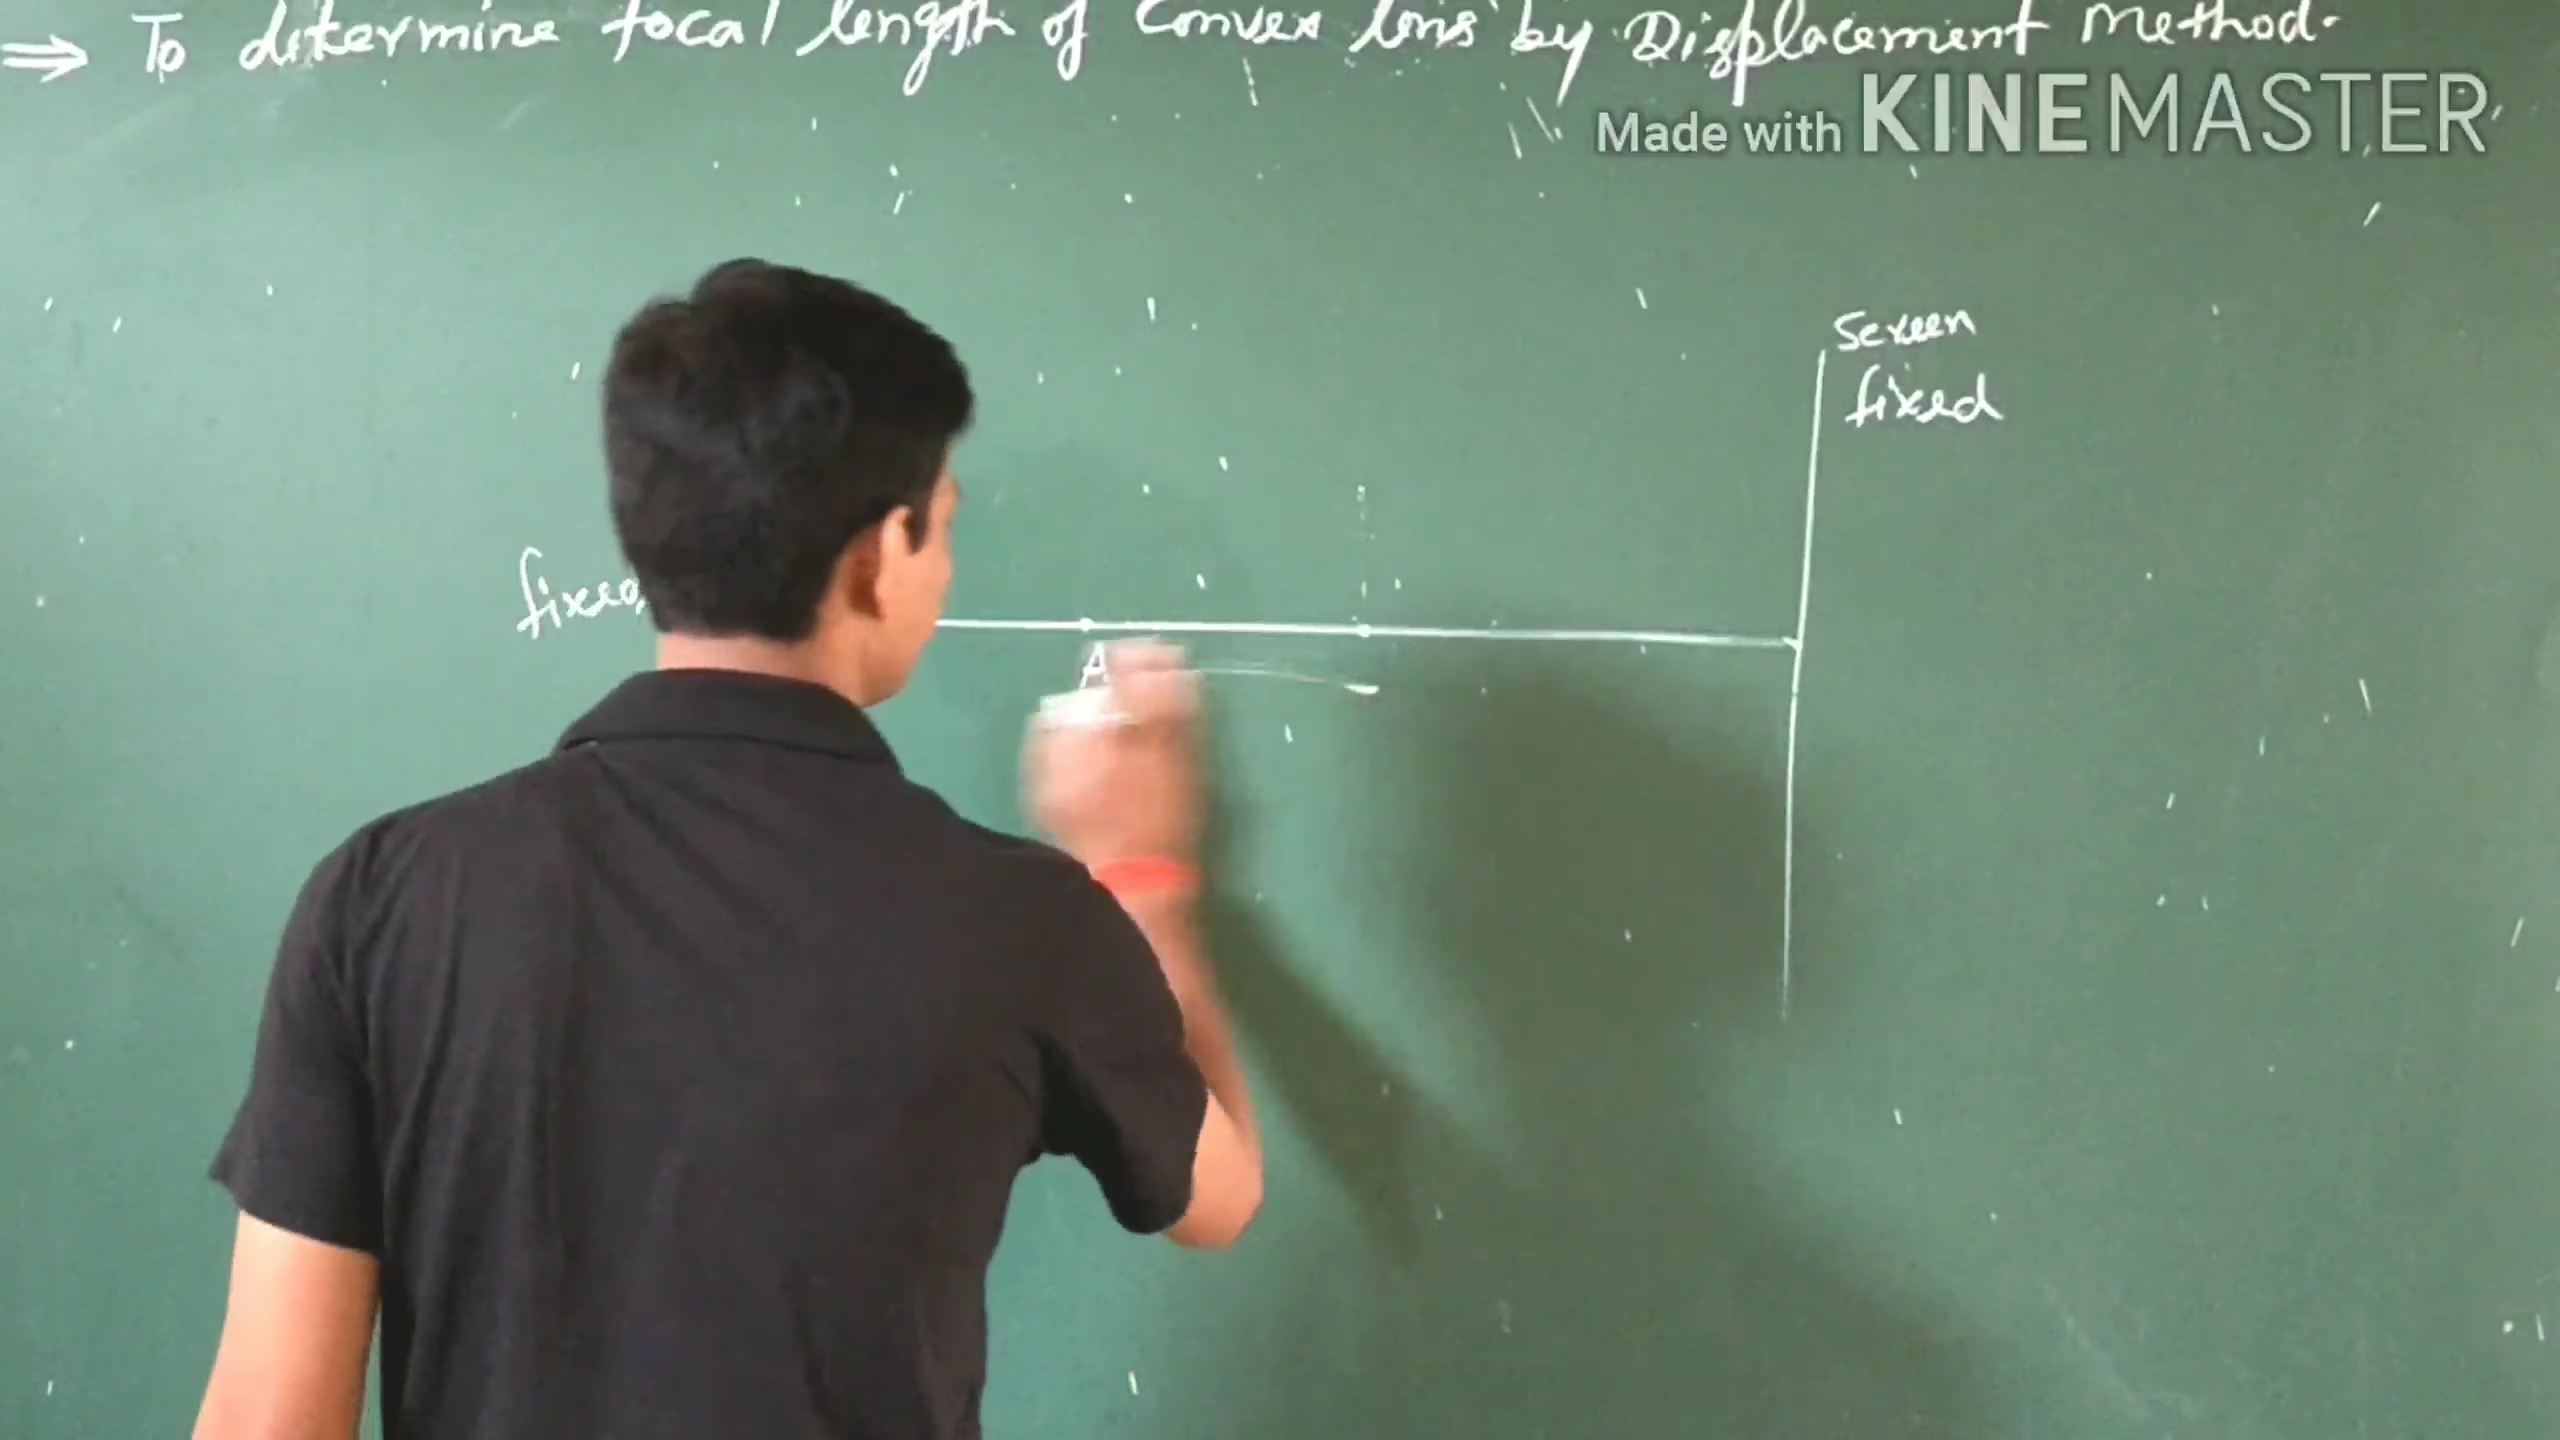 ⇒ To determine focal length of Convex lens by Displacement Method.
Made with KINEMASTER
Screen
fixed
fixed
A